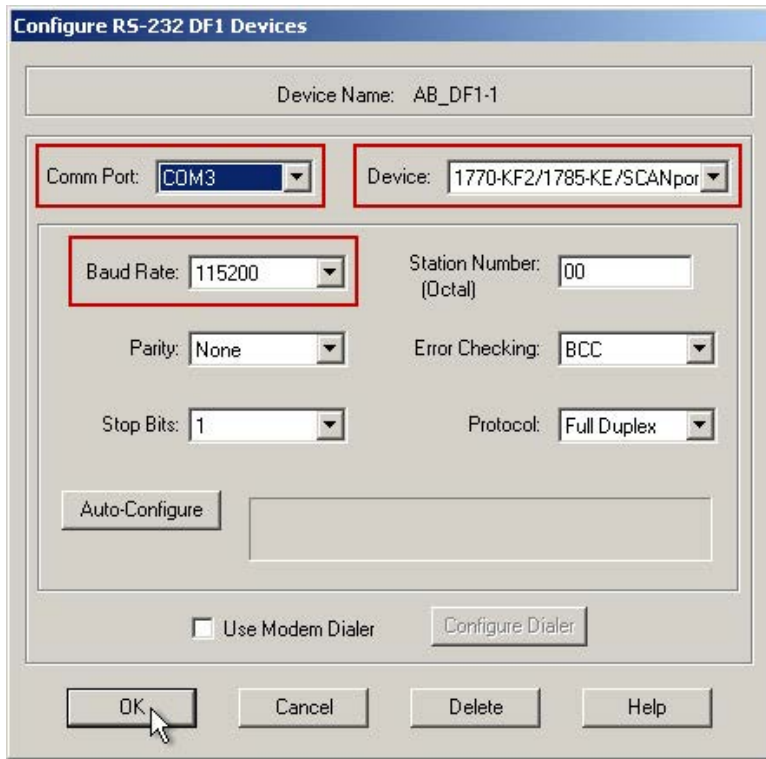 Configure RS-232 DF1 Devices
Device Name: AB_DF1-1
Comm Port: COM3 Device: 1770-KF2/1785-KE/SCANpor
Baud Rate: 115200 Station Number: 00
(Octal)
Parity: None Error Checking: BCC
Stop Bits: 1 Protocol: Full Duplex
Auto-Configure
Use Modem Dialer Configure Dialer
OK Cancel Delete Help